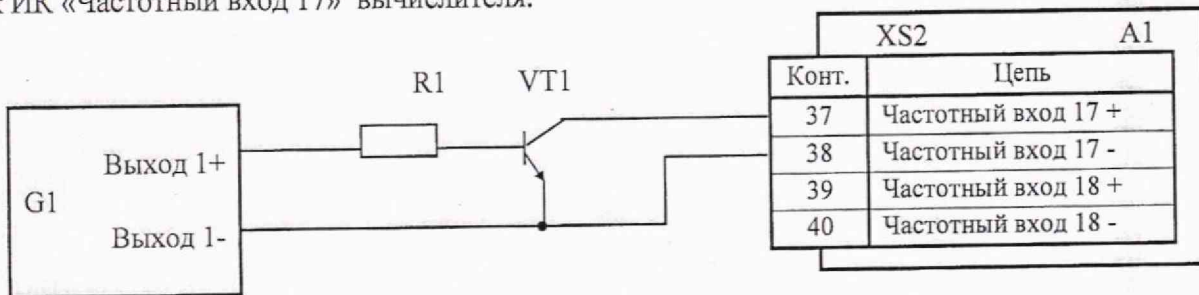 ИК «Частотный вход 17» вычислителя.
XS2 A1
R1 VT1
Конт. Цепь
37 Частотный вход 17 +
38 Частотный вход 17 -
39 Частотный вход 18 +
40 Частотный вход 18 -
Выход 1+
G1
Выход 1-